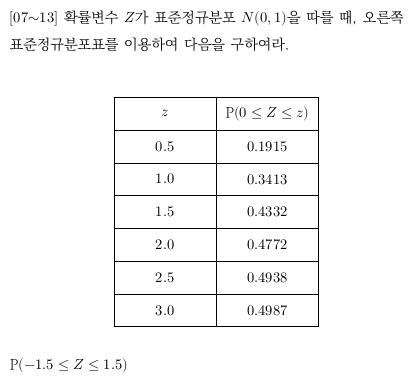 [07~13] 확률변수 Z가 표준정규분포 N(0, 1)을 따를 때, 오른쪽
표준정규분포표를 이용하여 다음을 구하여라.
z P(0 ≤ Z ≤ z)
0.5 0.1915
1.0 0.3413
1.5 0.4332
2.0 0.4772
2.5 0.4938
3.0 0.4987
P(−1.5 ≤ Z ≤ 1.5)